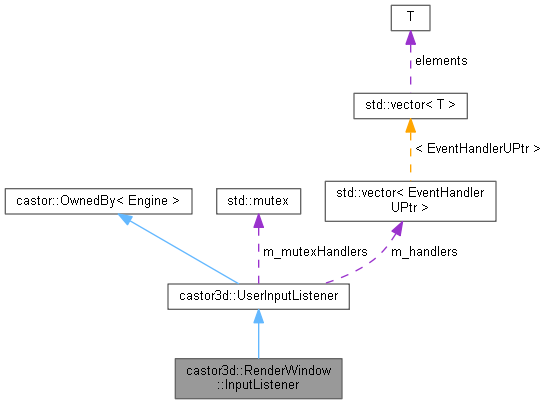 T
elements
std::vector< T >
< EventHandlerUPtr >
castor::OwnedBy< Engine >
std::mutex
std::vector< EventHandler
UPtr >
m_mutexHandlers
m_handlers
castor3d::UserInputListener
castor3d::RenderWindow
::InputListener